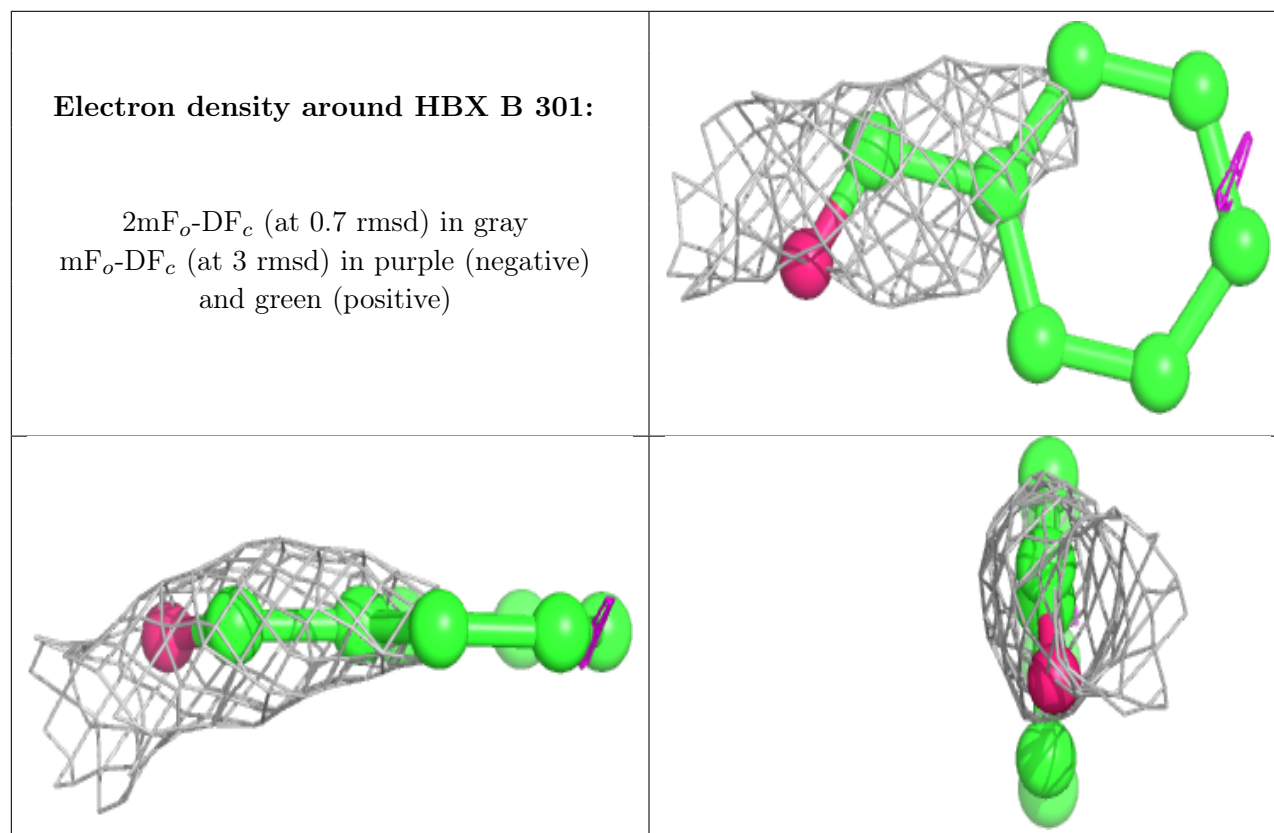 Electron density around HBX B 301:
2mFo-DFc (at 0.7 rmsd) in gray
mFo-DFc (at 3 rmsd) in purple (negative)
and green (positive)